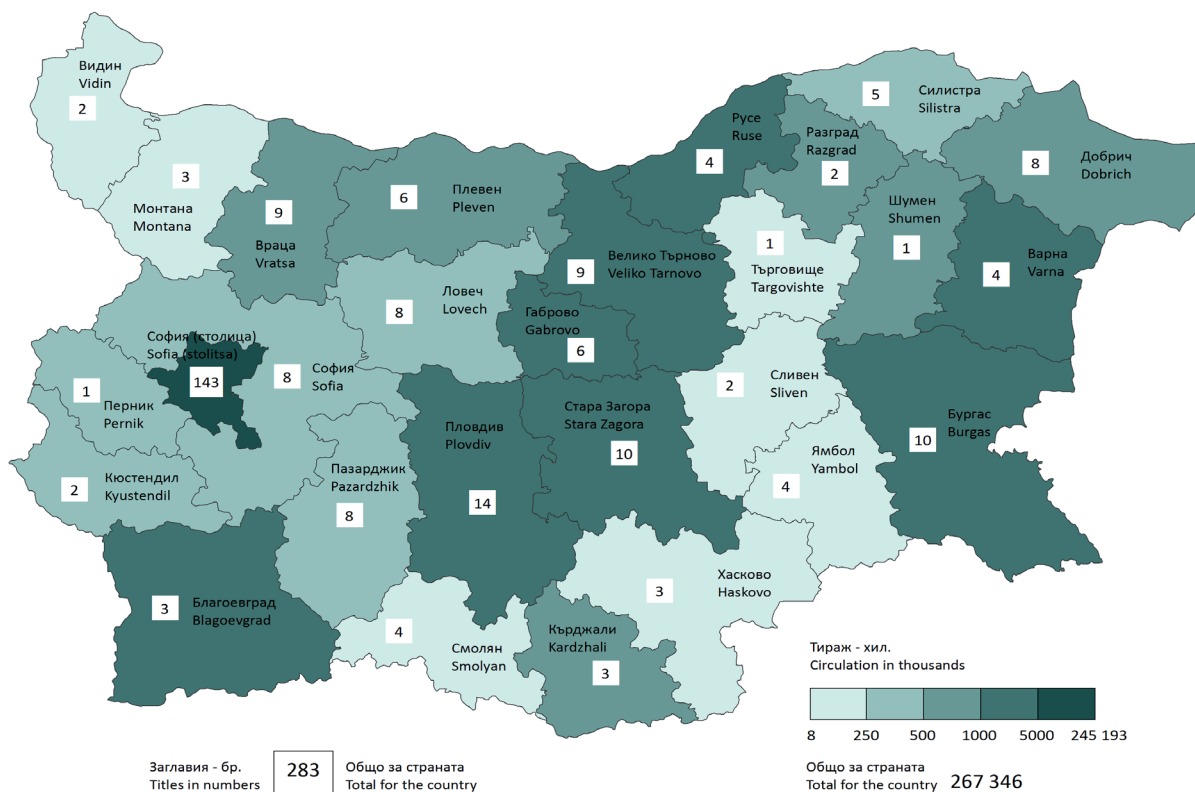 Видин
Vidin
2
3
Монтана
Montana
9
Враца
Vratsa
6
Плевен
Pleven
8
Ловеч
Lovech
Русе
Ruse
4
5
Силистра
Silistra
Разград
Razgrad
2
8
Добрич
Dobrich
Шумен
Shumen
1
1
Търговище
Targovishte
4
Варна
Varna
9
Велико Търново
Veliko Tarnovo
Габрово
Gabrovo
6
София (столица)
Sofia (stolitsa)
143
8
София
Sofia
1
Перник
Pernik
2
Кюстендил
Kyustendil
Пазарджик
Pazardzhik
8
Пловдив
Plovdiv
14
Стара Загора
Stara Zagora
10
2
Сливен
Sliven
Ямбол
Yambol
4
10
Бургас
Burgas
3
Благоевград
Blagoevgrad
4
Смолян
Smolyan
Кърджали
Kardzhali
3
3
Хасково
Haskovo
Тираж - хил.
Circulation in thousands
8 250 500 1000 5000 245 193
Общо за страната
Total for the country 267 346
Заглавия - бр.
Titles in numbers
283
Общо за страната
Total for the country